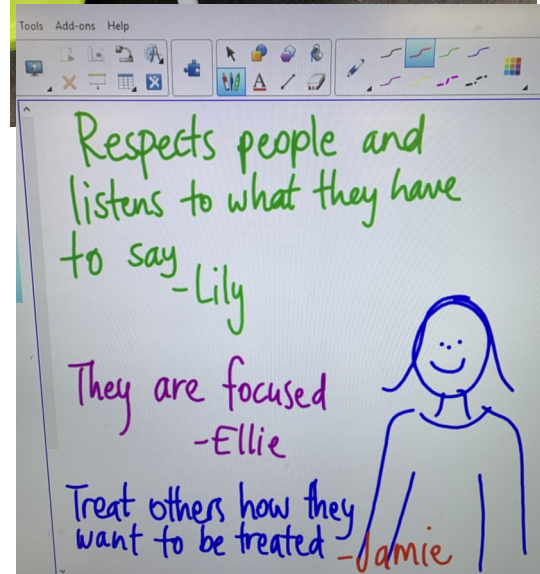 Tools Add-ons Help
A
Respects people and
listens to what they have
to say
-Lily
They are focused
-Ellie
Treat others how they
want to be treated -Jamie